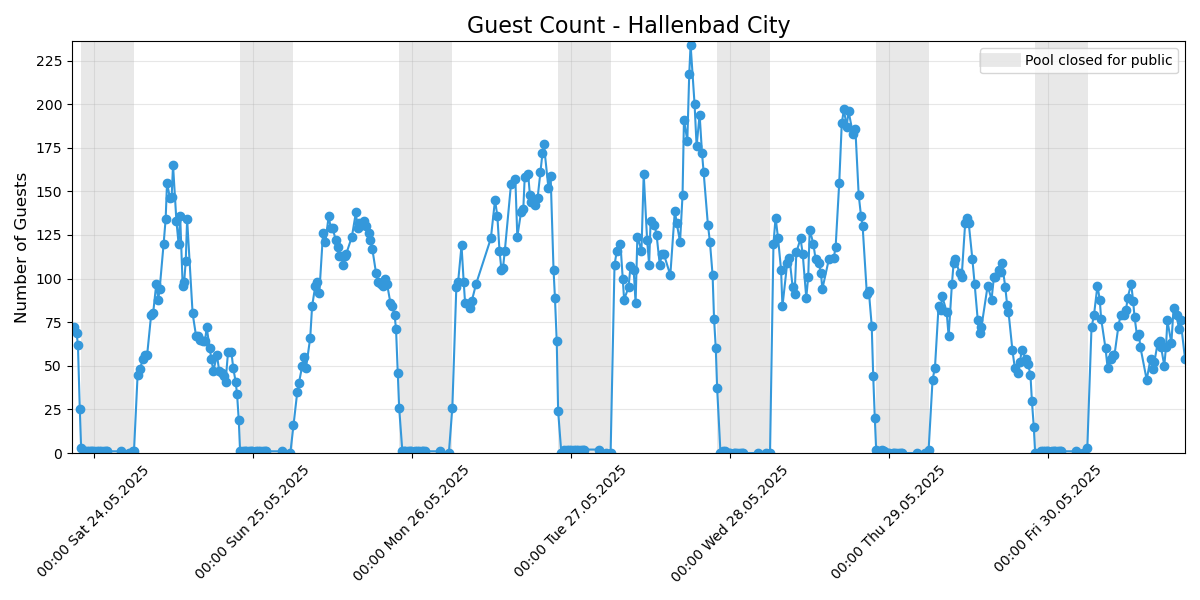 Guest Count - Hallenbad City
Number of Guests
225
200
175
150
125
100
75
50
25
0
Pool closed for public
00:00 Sat 24.05.2025
00:00 Sun 25.05.2025
00:00 Mon 26.05.2025
00:00 Tue 27.05.2025
00:00 Wed 28.05.2025
00:00 Thu 29.05.2025
00:00 Fri 30.05.2025